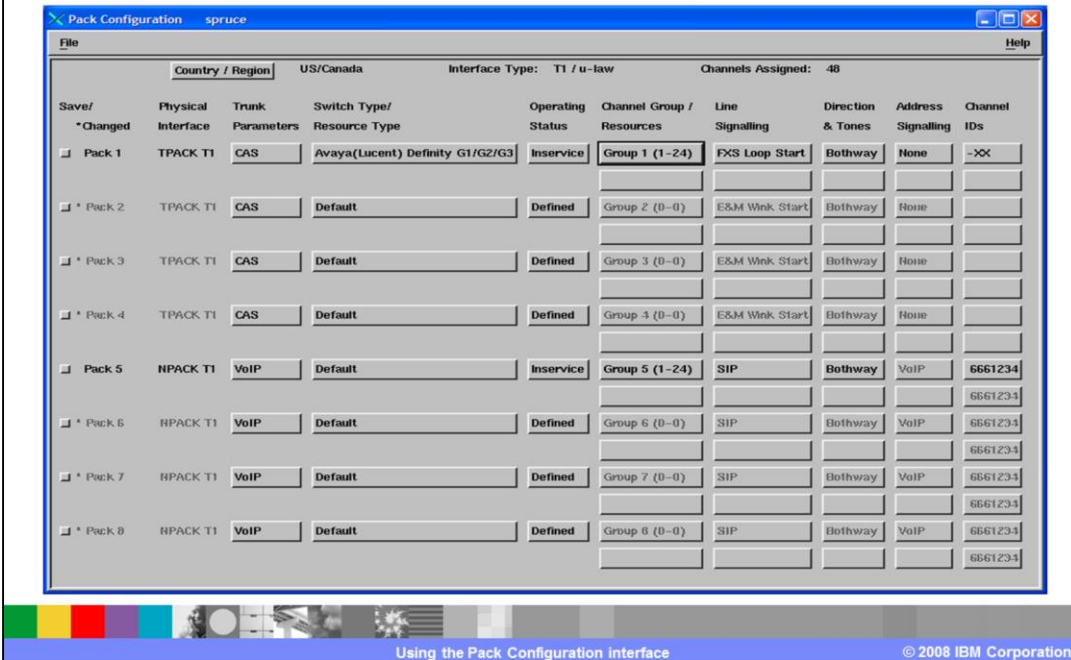 Pack Configuration spruce
File Help
Country / Region US/Canada Interface Type: T1 / u-law Channels Assigned: 48
Save/ Physical Trunk Switch Type/ Operating Channel Group / Line Direction Address Channel
*Changed Interface Parameters Resource Type Status Resources Signalling & Tones Signalling IDs
Pack 1 TPACK T1 CAS Avaya(Lucent) Definity G1/G2/G3 Inservice Group 1 (1-24) FXS Loop Start Bothway None -XX
* Pack 2 TPACK T1 CAS Default Defined Group 2 (0-0) E&M Wink Start Bothway None
* Pack 3 TPACK T1 CAS Default Defined Group 3 (0-0) E&M Wink Start Bothway None
* Pack 4 TPACK T1 CAS Default Defined Group 4 (0-0) E&M Wink Start Bothway None
Pack 5 NPACK T1 VoIP Default Inservice Group 5 (1-24) SIP Bothway VoIP 6661234
6661234
* Pack 6 NPACK T1 VoIP Default Defined Group 6 (0-0) SIP Bothway VoIP 6661234
6661234
* Pack 7 NPACK T1 VoIP Default Defined Group 7 (0-0) SIP Bothway VoIP 6661234
6661234
* Pack 8 NPACK T1 VoIP Default Defined Group 8 (0-0) SIP Bothway VoIP 6661234
6661234
Using the Pack Configuration interface © 2008 IBM Corporation